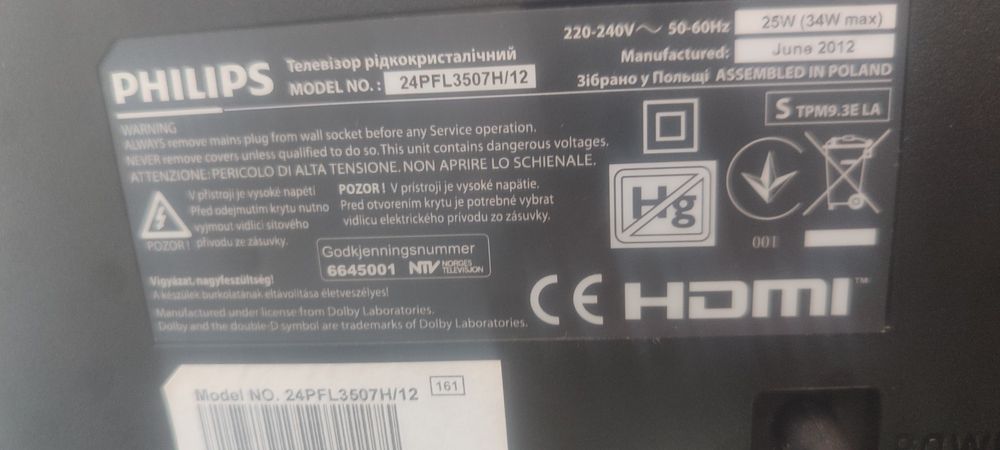 PHILIPS
Телевізор рідкокристалічний
MODEL NO. : 24PFL3507H/12
220-240V ~ 50-60Hz 25W (34W max)
Manufactured: June 2012
Зібрано у Польщі ASSEMBLED IN POLAND
S TPM9.3E LA
WARNING
ALWAYS remove mains plug from wall socket before any Service operation.
NEVER remove covers unless qualified to do so. This unit contains dangerous voltages.
ATTENZIONE: PERICOLO DI ALTA TENSIONE. NON APRIRE LO SCHIENALE.
V přístroji je vysoké napětí
Před odejmutím krytu nutno
vyjmout vidlici síťového
POZOR ! přívodu ze zásuvky.
POZOR ! V prístroji je vysoké napätie.
Pred otvorením krytu je potrebné vybrat
vidlicu elektrického prívodu zo zásuvky.
Hg
001
Godkjenningsnummer
6645001 NTV NORGES TELEVISJON
Vigyázat, nagyfeszültség!
A készülék burkolatának eltávolítása életveszélyes!
Manufactured under license from Dolby Laboratories.
Dolby and the double-D symbol are trademarks of Dolby Laboratories.
CE HDMI™
Model NO. 24PFL3507H/12 161